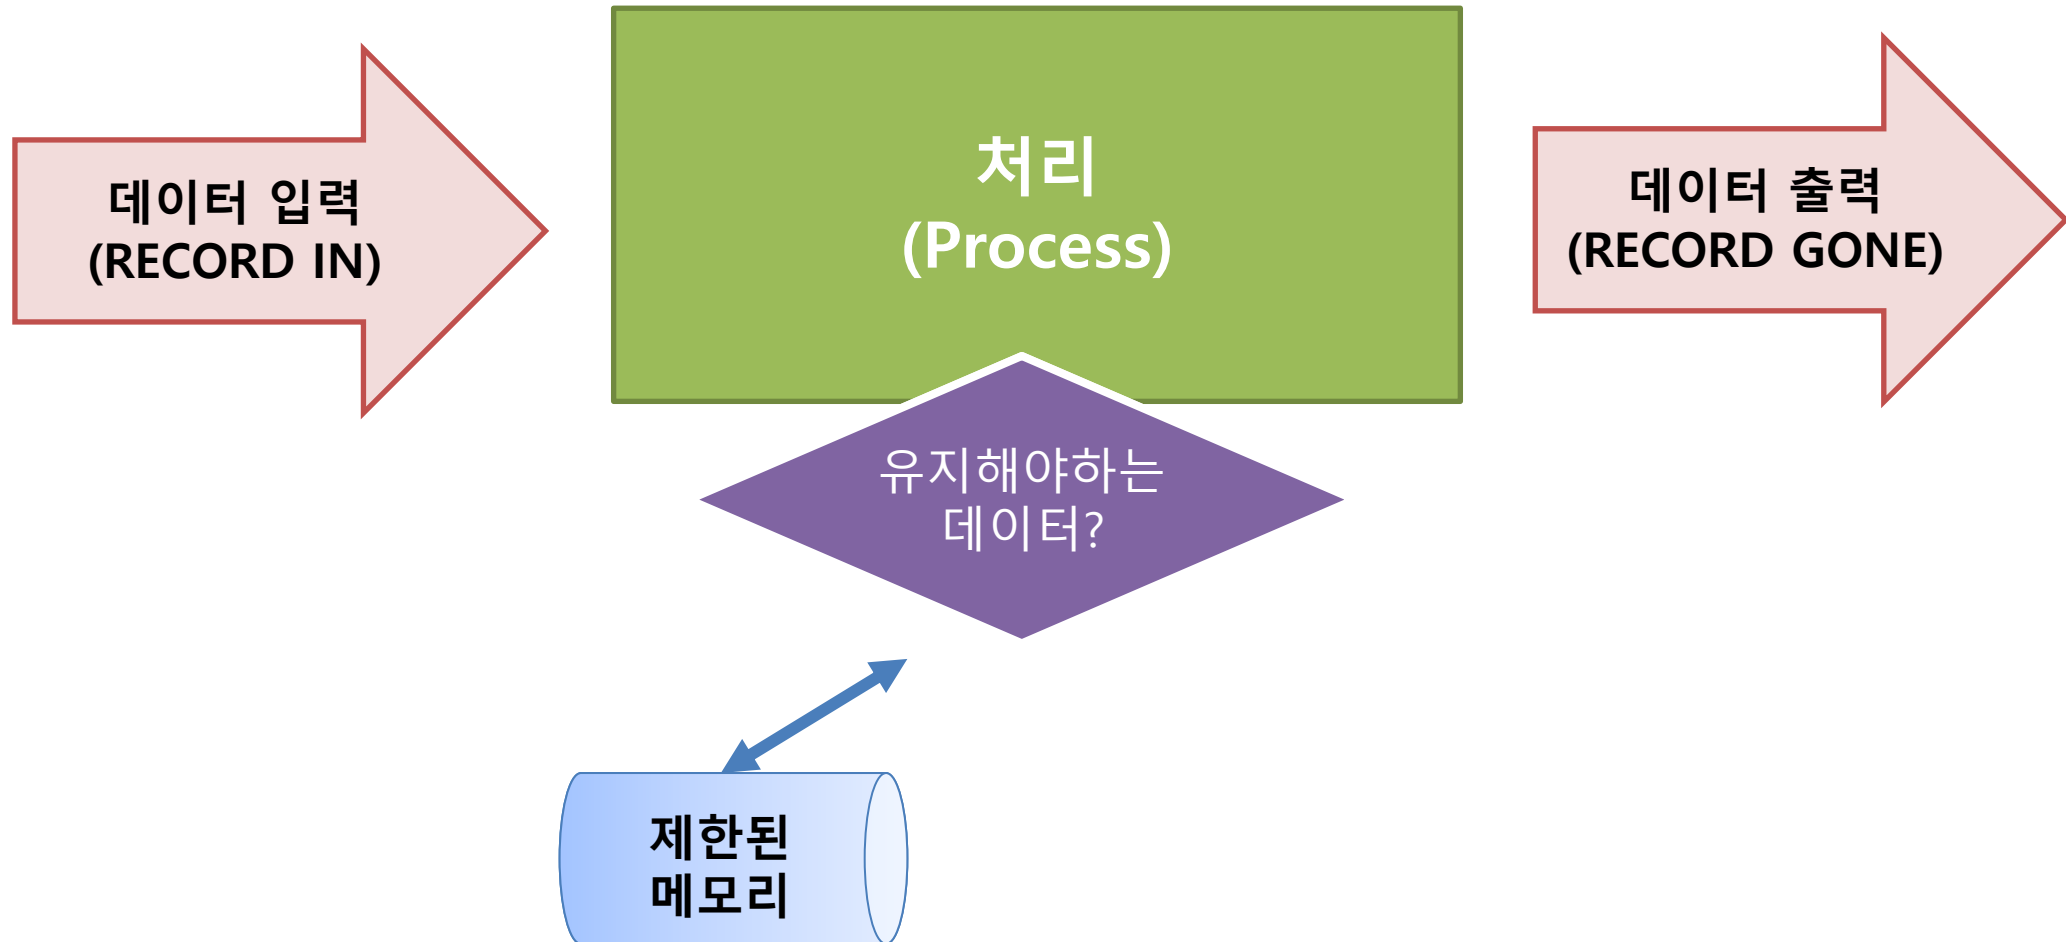 데이터 입력
(RECORD IN)
처리
(Process)
데이터 출력
(RECORD GONE)
유지해야하는
데이터?
제한된
메모리